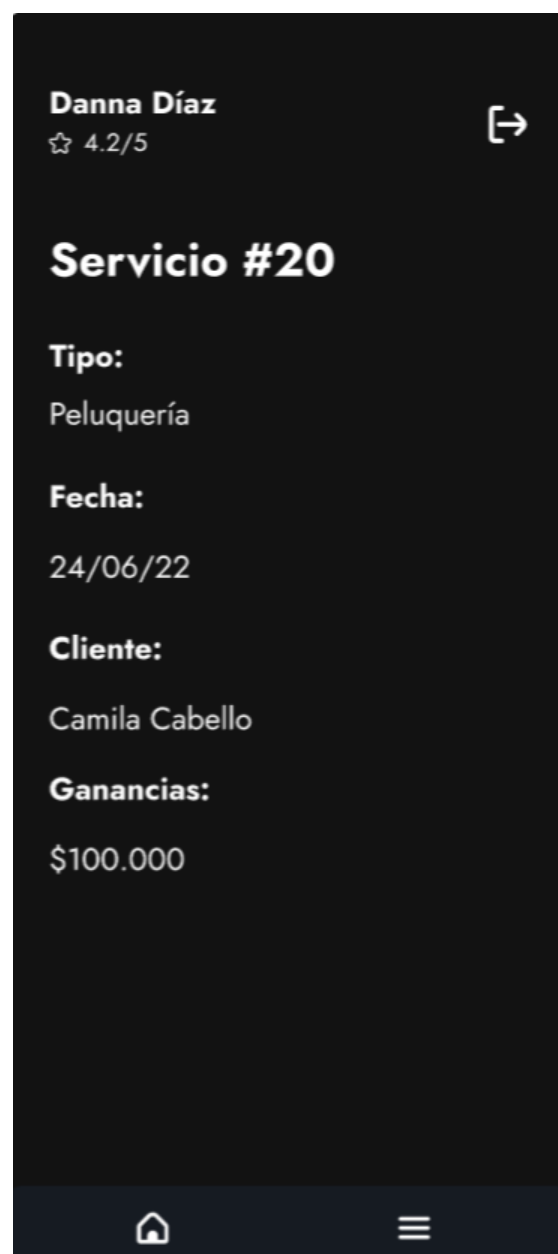 Danna Díaz
4.2/5
Servicio #20
Tipo:
Peluquería
Fecha:
24/06/22
Cliente:
Camila Cabello
Ganancias:
$100.000